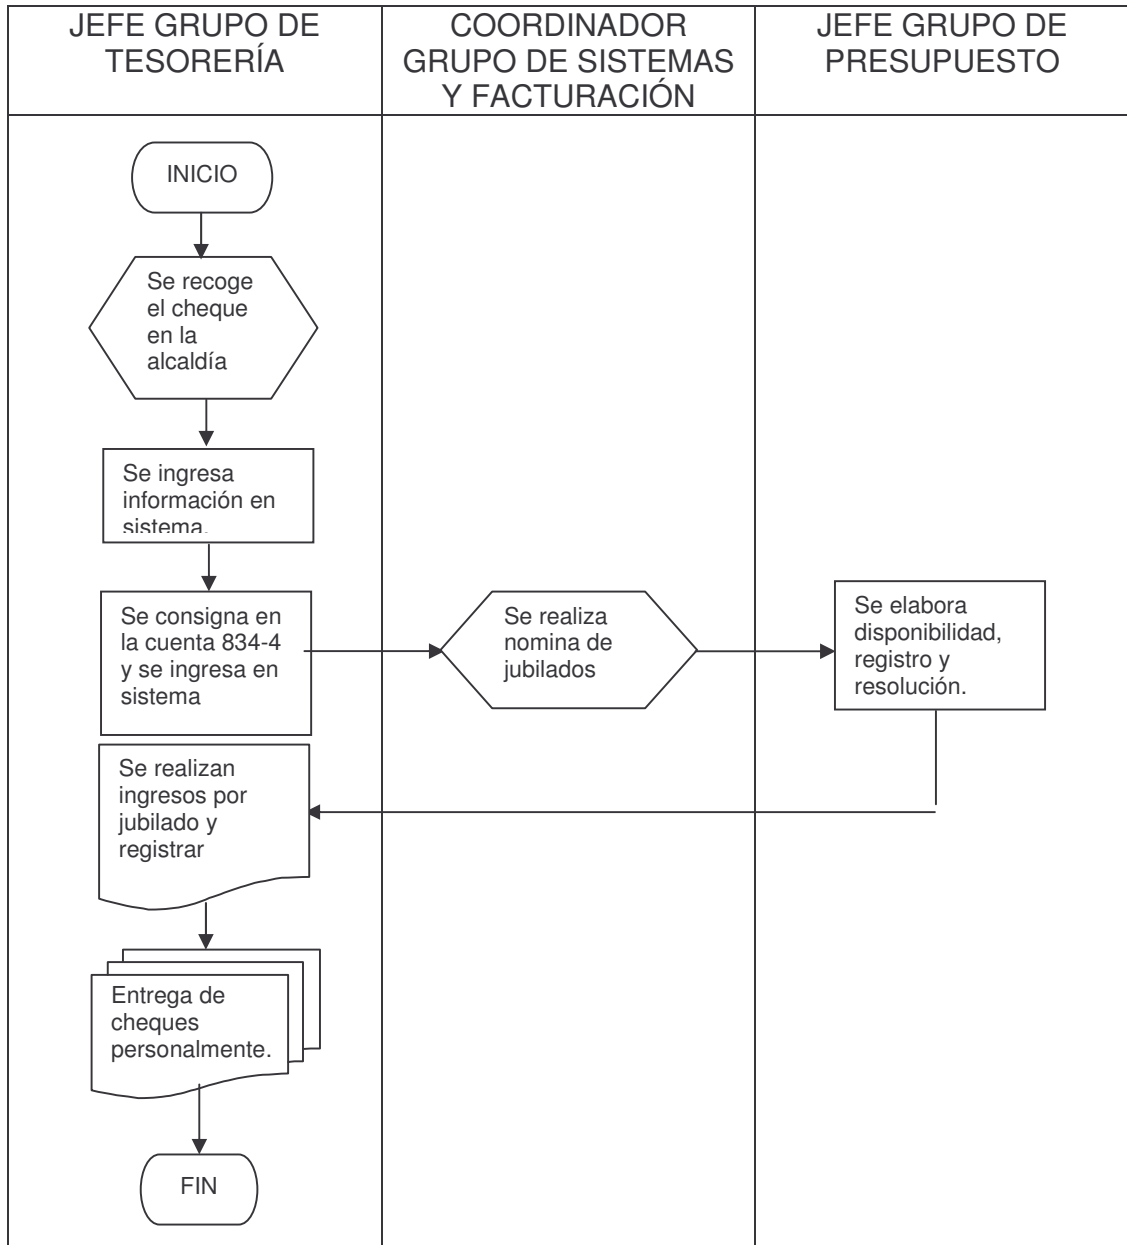 JEFE GRUPO DE
TESORERÍA
COORDINADOR
GRUPO DE SISTEMAS
Y FACTURACIÓN
JEFE GRUPO DE
PRESUPUESTO
INICIO
Se recoge
el cheque
en la
alcaldía
Se ingresa
información en
sistema.
Se consigna en
la cuenta 834-4
y se ingresa en
sistema
Se realiza
nomina de
jubilados
Se elabora
disponibilidad,
registro y
resolución.
Se realizan
ingresos por
jubilado y
registrar
Entrega de
cheques
personalmente.
FIN